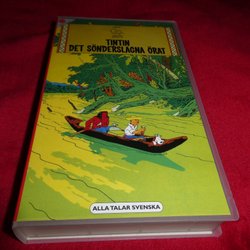 TINTIN
DET SÖNDERSLAGNA ÖRAT
ALLA TALAR SVENSKA